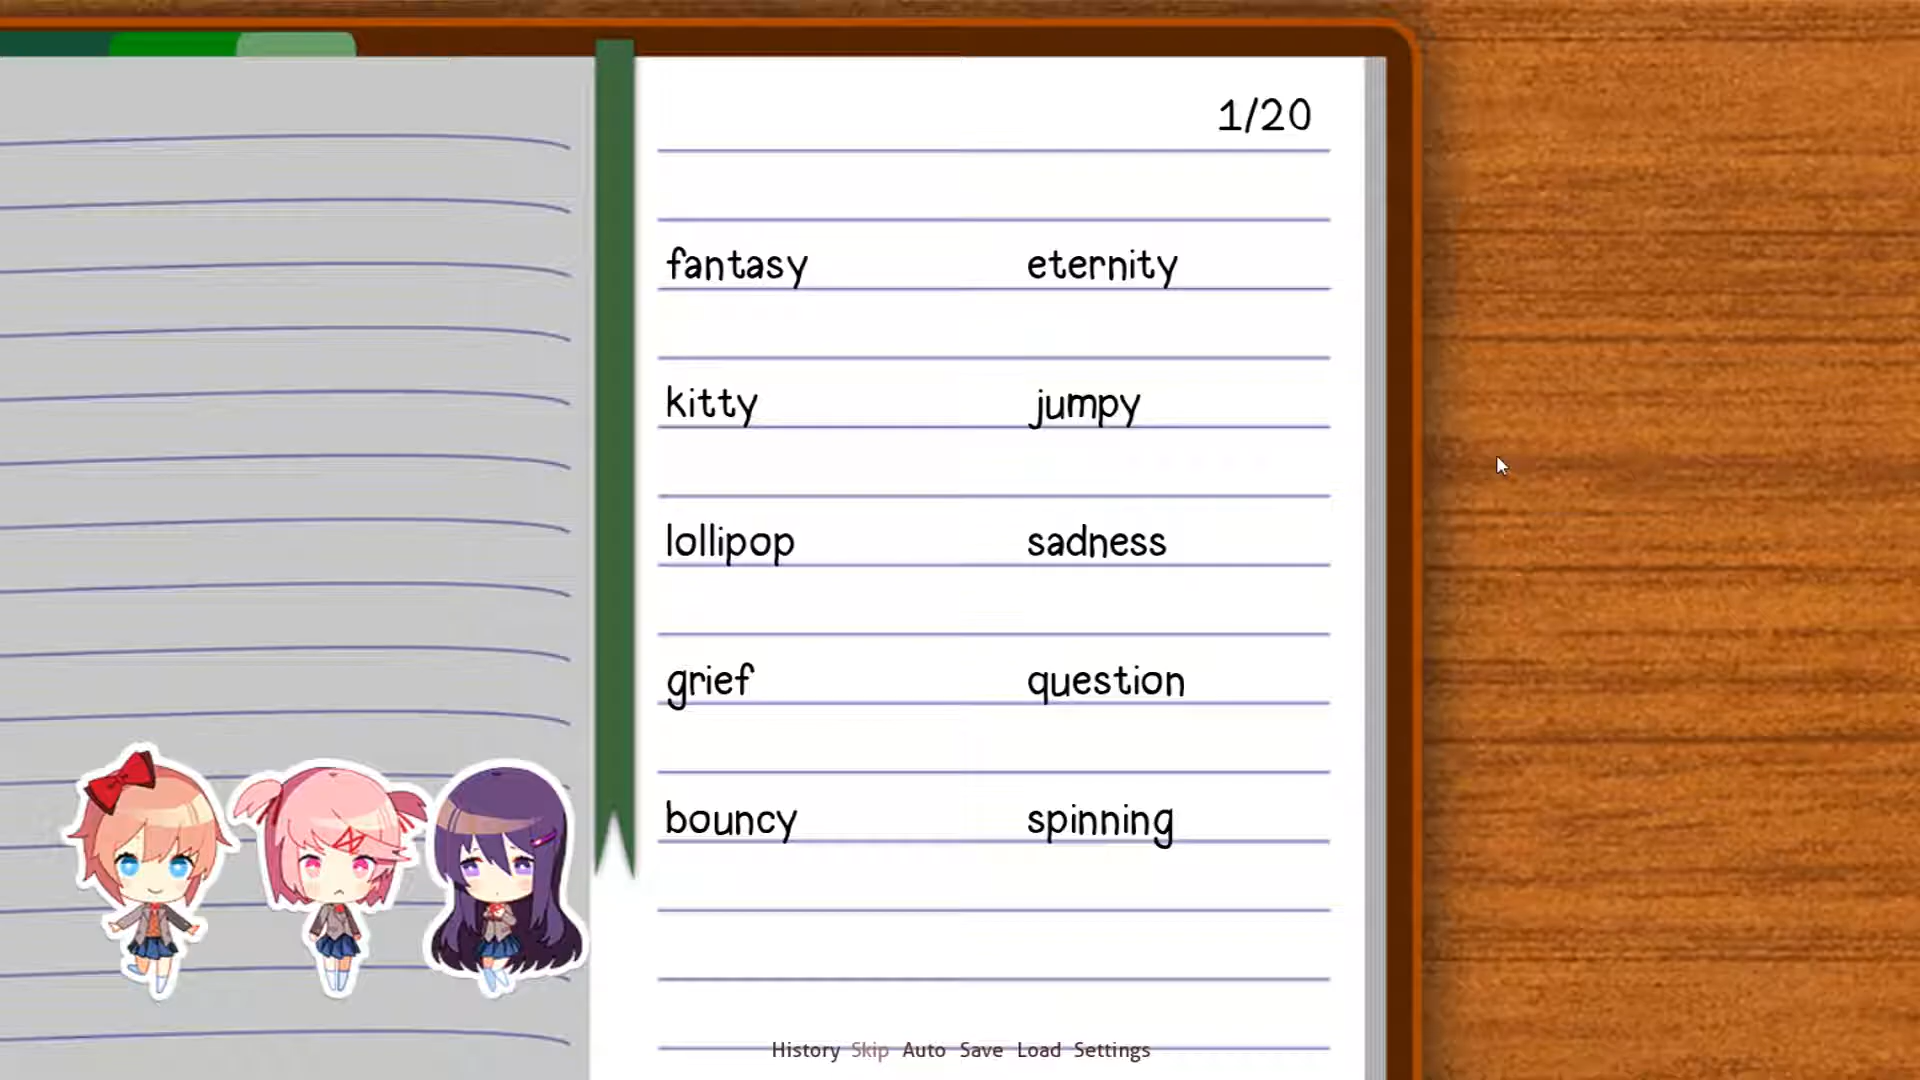 1/20
fantasy eternity
kitty jumpy
lollipop sadness
grief question
bouncy spinning
History Skip Auto Save Load Settings